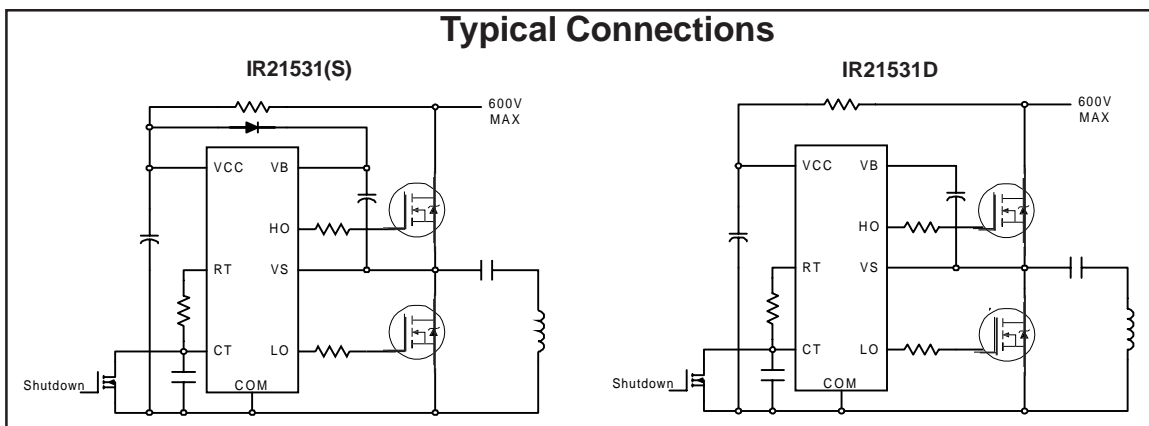 Typical Connections
IR21531(S)
600V
MAX
VCC
VB
HO
RT
VS
CT
LO
COM
Shutdown
IR21531D
600V
MAX
VCC
VB
HO
RT
VS
CT
LO
COM
Shutdown